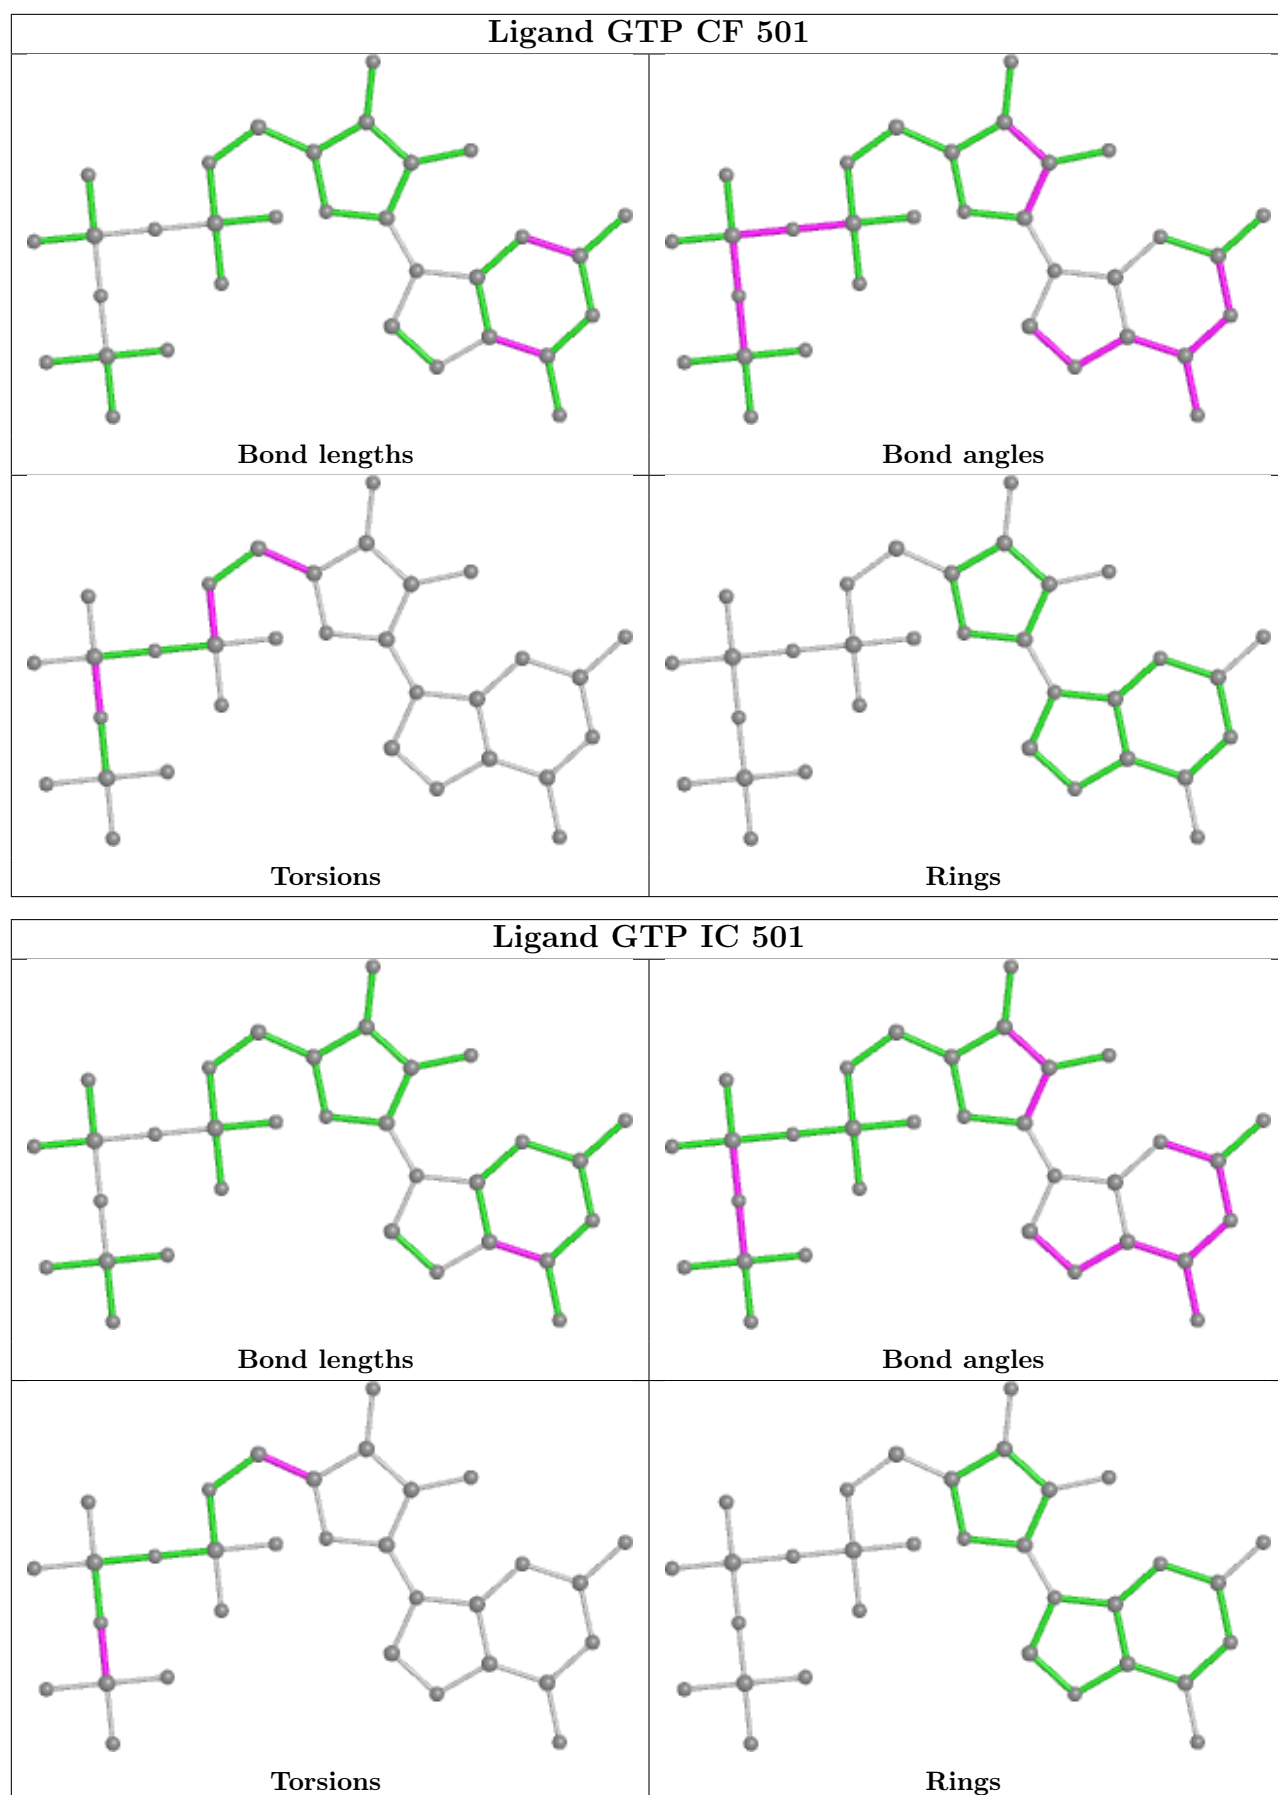 Ligand GTP CF 501
Bond lengths
Bond angles
Torsions
Rings
Ligand GTP IC 501
Bond lengths
Bond angles
Torsions
Rings